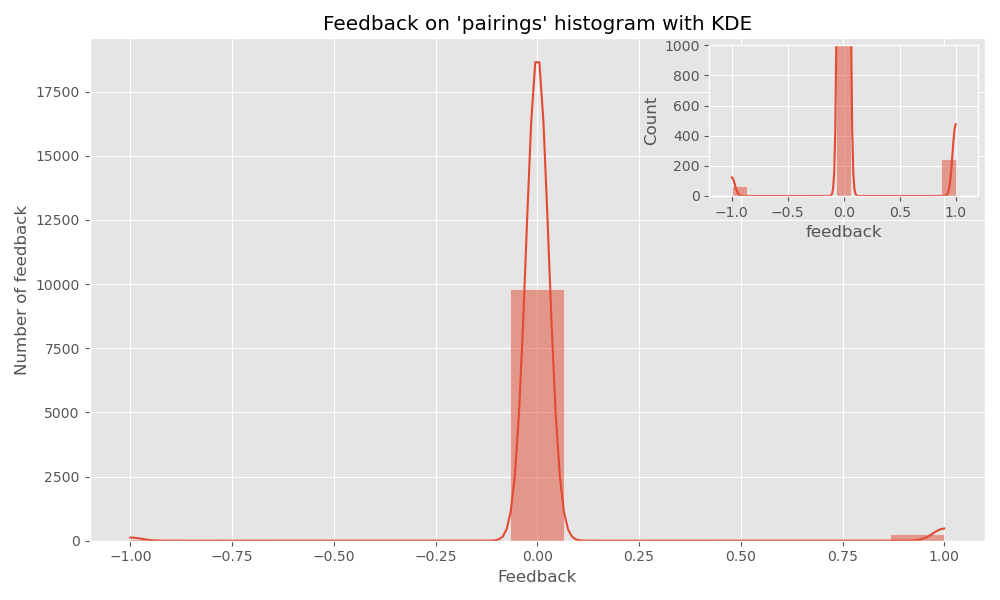 Feedback on 'pairings' histogram with KDE
Number of feedback
17500
15000
12500
10000
7500
5000
2500
0
−1.00 −0.75 −0.50 −0.25 0.00 0.25 0.50 0.75 1.00
Feedback
Count
1000
800
600
400
200
0
−1.0 −0.5 0.0 0.5 1.0
feedback